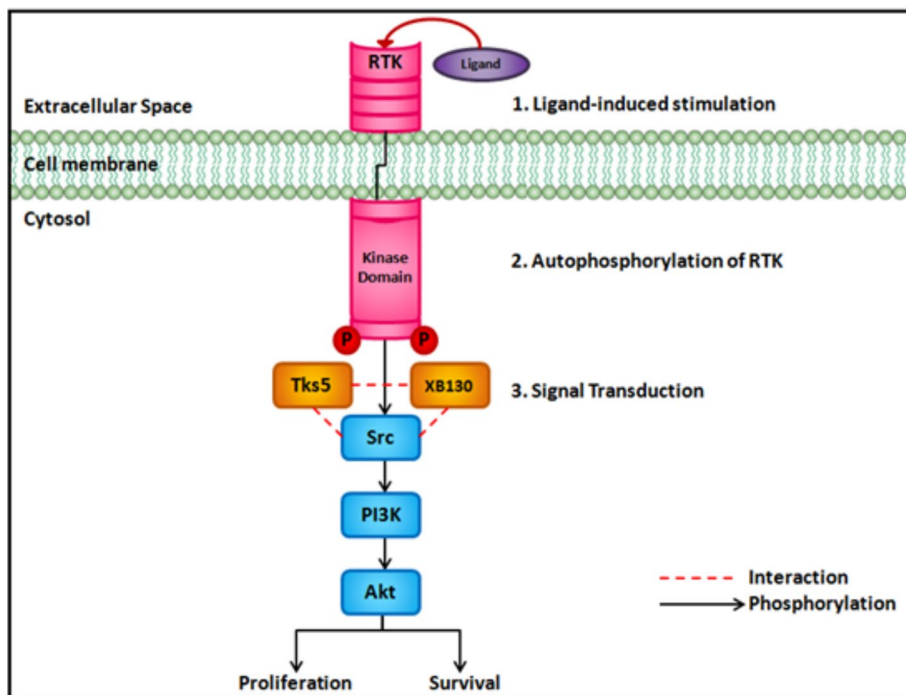 RTK
Ligand
Extracellular Space
1. Ligand-induced stimulation
Cell membrane
Cytosol
Kinase
Domain
2. Autophosphorylation of RTK
P
P
Tks5
XB130
3. Signal Transduction
Src
PI3K
Akt
Interaction
Phosphorylation
Proliferation
Survival